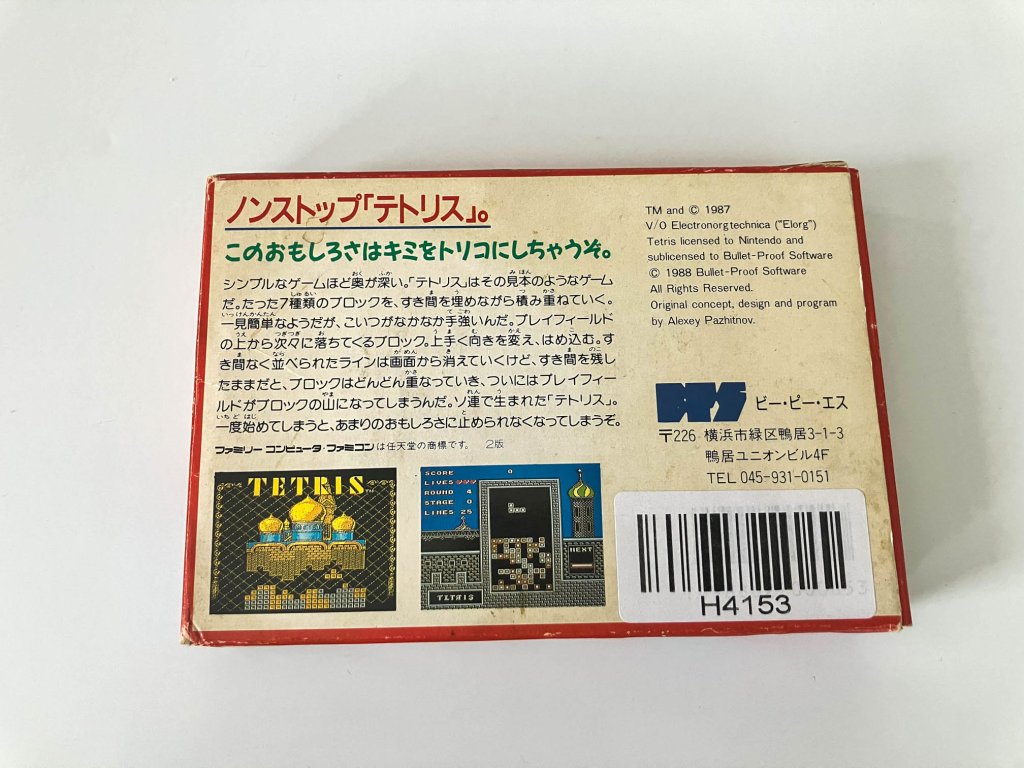 ノンストップ「テトリス」。
このおもしろさはキミをトリコにしちゃうぞ。
シンプルなゲームほど奥が深い。「テトリス」はその見本のようなゲーム
だ。たった7種類のブロックを、すき間を埋めながら積み重ねていく。
一見簡単なようだが、こいつがなかなか手強いんだ。プレイフィールド
の上から次々に落ちてくるブロック。上手く向きを変え、はめ込む。す
き間なく並べられたラインは画面から消えていくけど、すき間を残し
たままだと、ブロックはどんどん重なっていき、ついにはプレイフィー
ルドがブロックの山になってしまうんだ。ソ連で生まれた「テトリス」。
一度始めてしまうと、あまりのおもしろさに止められなくなってしまうぞ。
ファミリーコンピュータ・ファミコンは任天堂の商標です。 2版
TETRIS™
SCORE 0
LIVES
ROUND 4
STAGE 0
LINES 25
NEXT
TETRIS
TM and © 1987
V/O Electronorgtechnica ("Elorg")
Tetris licensed to Nintendo and
sublicensed to Bullet-Proof Software
© 1988 Bullet-Proof Software
All Rights Reserved.
Original concept, design and program
by Alexey Pazhitnov.
BPS ビー・ピー・エス
〒226 横浜市緑区鴨居3-1-3
鴨居ユニオンビル4F
TEL 045-931-0151
H4153